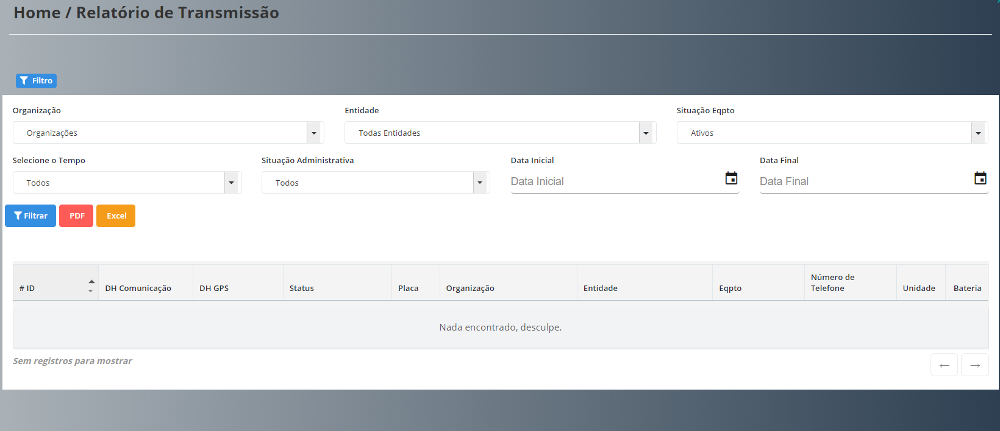 Home / Relatório de Transmissão
Filtro
Organização
Entidade
Situação Eqpto
Organizações
Todas Entidades
Ativos
Selecione o Tempo
Situação Administrativa
Data Inicial
Data Final
Todos
Todos
Data Inicial
Data Final
Filtrar
PDF
Excel
# ID
DH Comunicação
DH GPS
Status
Placa
Organização
Entidade
Eqpto
Número de
Telefone
Unidade
Bateria
Nada encontrado, desculpe.
Sem registros para mostrar
← →